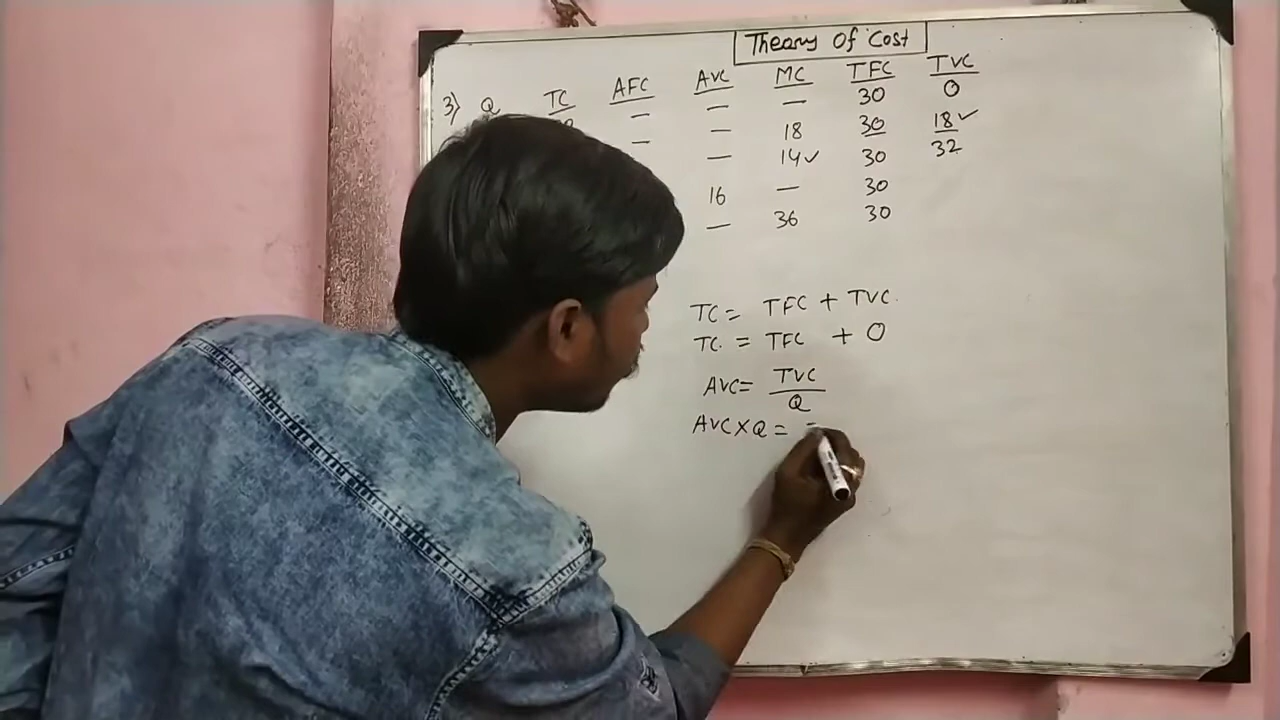 Theory Of Cost
3) Q TC AFC AVC MC TFC TVC
— — — 30 0
— — 18 30 18✓
— 14✓ 30 32
16 — 30
— 36 30
TC = TFC + TVC.
TC. = TFC + 0
AVC = TVC
Q
AVC × Q =